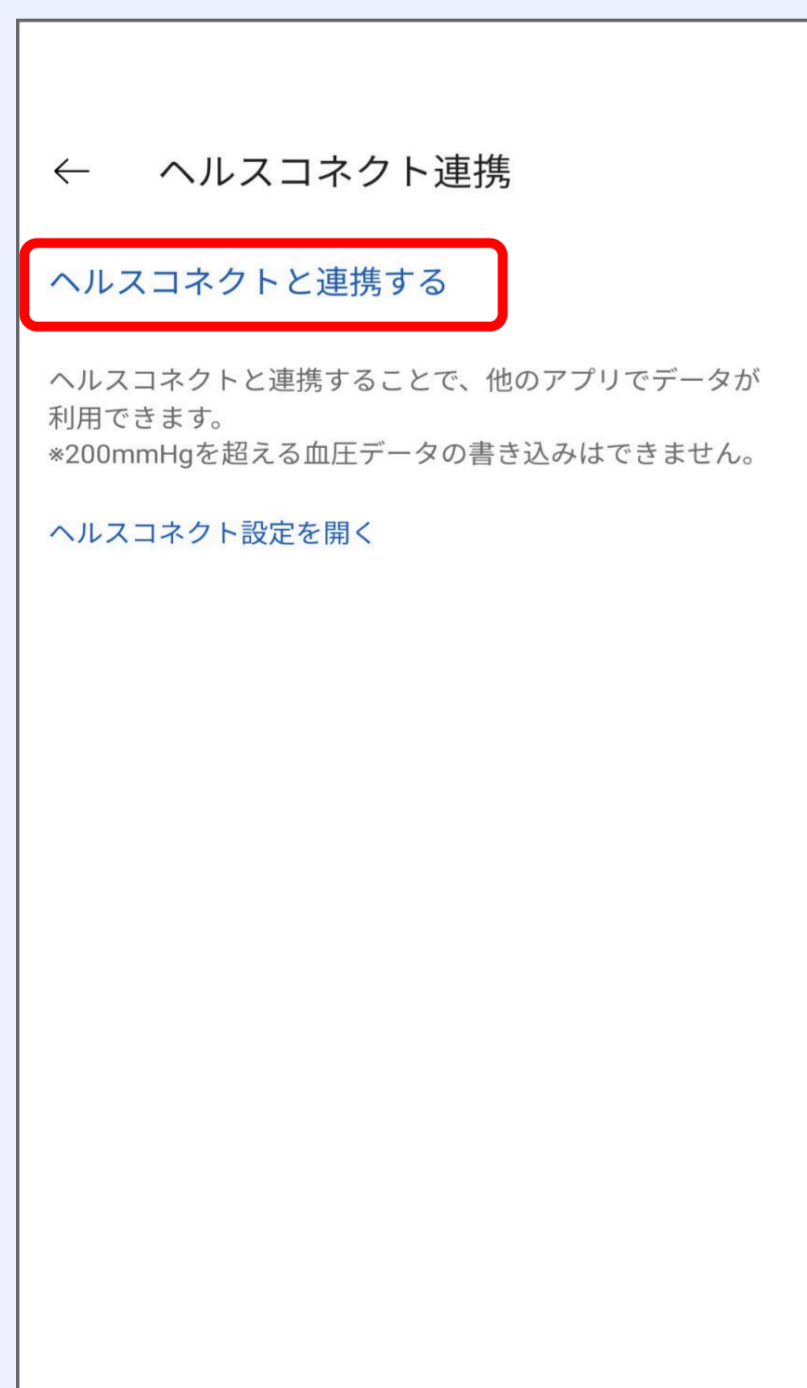 ← ヘルスコネクト連携
ヘルスコネクトと連携する
ヘルスコネクトと連携することで、他のアプリでデータが
利用できます。
※200mmHgを超える血圧データの書き込みはできません。
ヘルスコネクト設定を開く